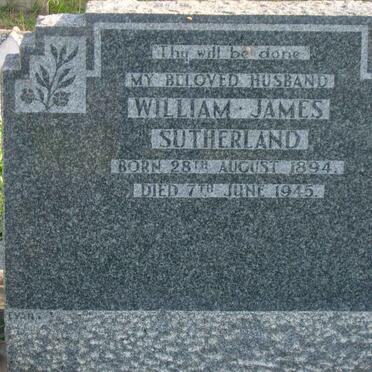 Thy will be done
MY BELOVED HUSBAND
WILLIAM · JAMES
SUTHERLAND
BORN 28TH AUGUST 1894.
DIED 7TH JUNE 1945.